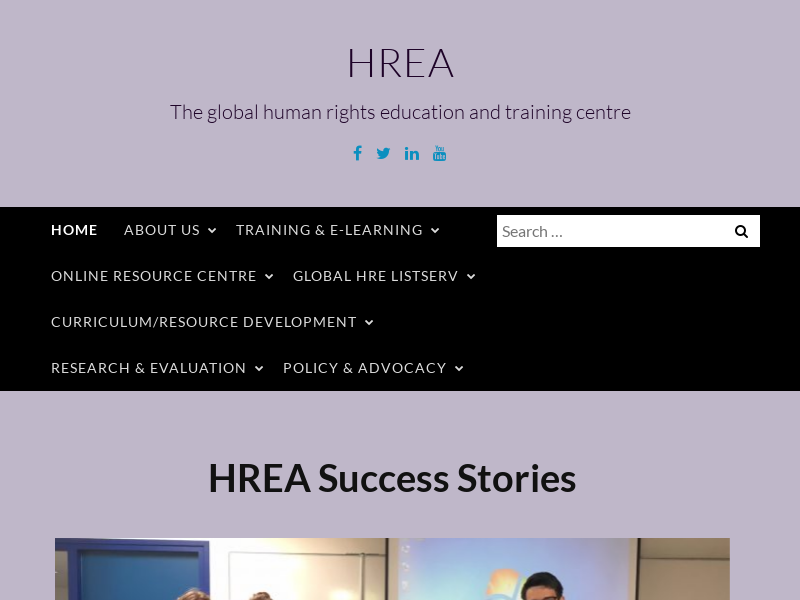 HREA
The global human rights education and training centre
HOME ABOUT US TRAINING & E-LEARNING Search ...
ONLINE RESOURCE CENTRE GLOBAL HRE LISTSERV
CURRICULUM/RESOURCE DEVELOPMENT
RESEARCH & EVALUATION POLICY & ADVOCACY
HREA Success Stories